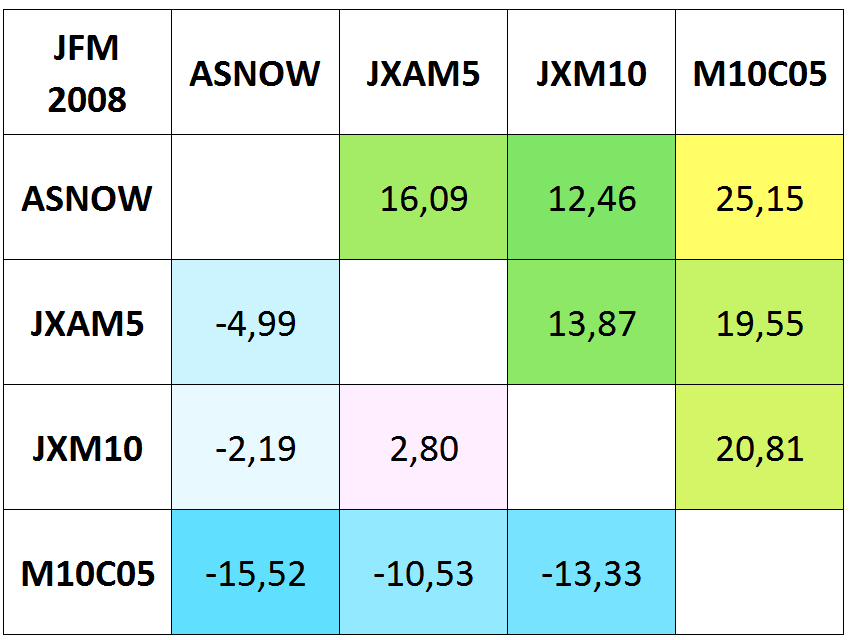 JFM
2008
ASNOW JXAM5 JXM10 M10C05
ASNOW 16,09 12,46 25,15
JXAM5 -4,99 13,87 19,55
JXM10 -2,19 2,80 20,81
M10C05 -15,52 -10,53 -13,33